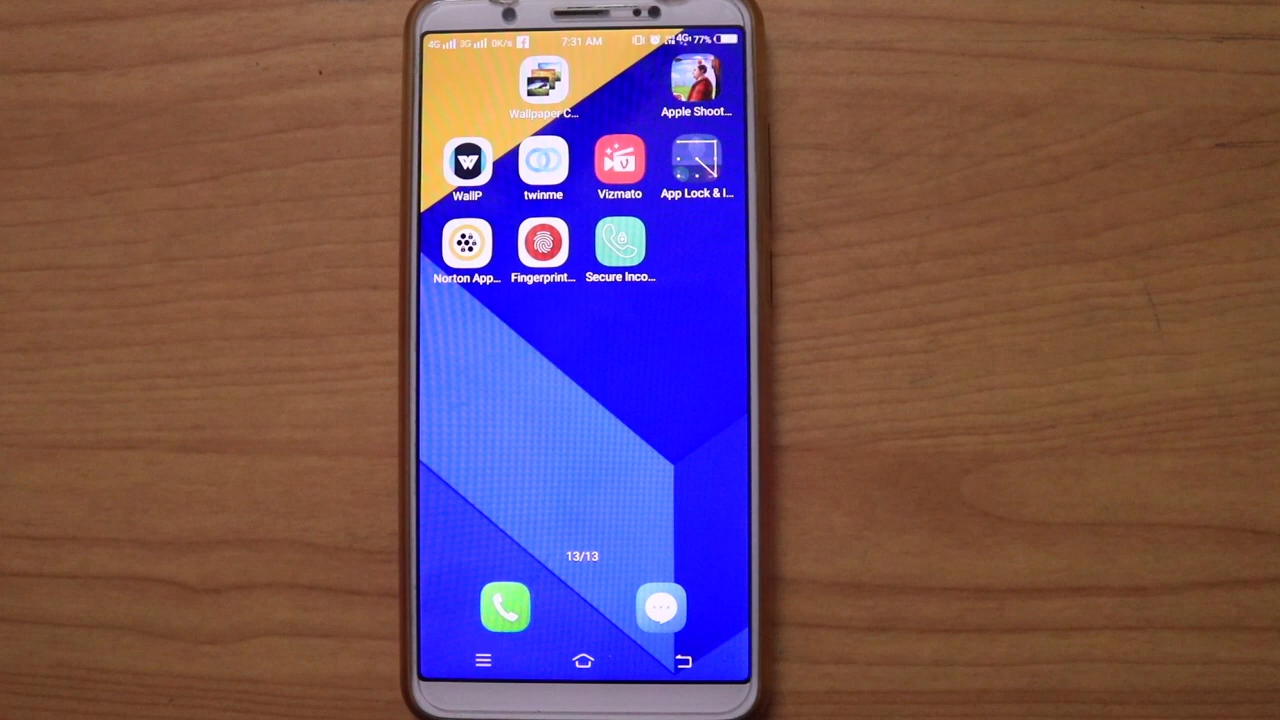 4G 3G 0K/s 7:31 AM 4G 77%
Wallpaper C... Apple Shoot...
WallP twinme Vizmato App Lock & I...
Norton App... Fingerprint... Secure Inco...
13/13